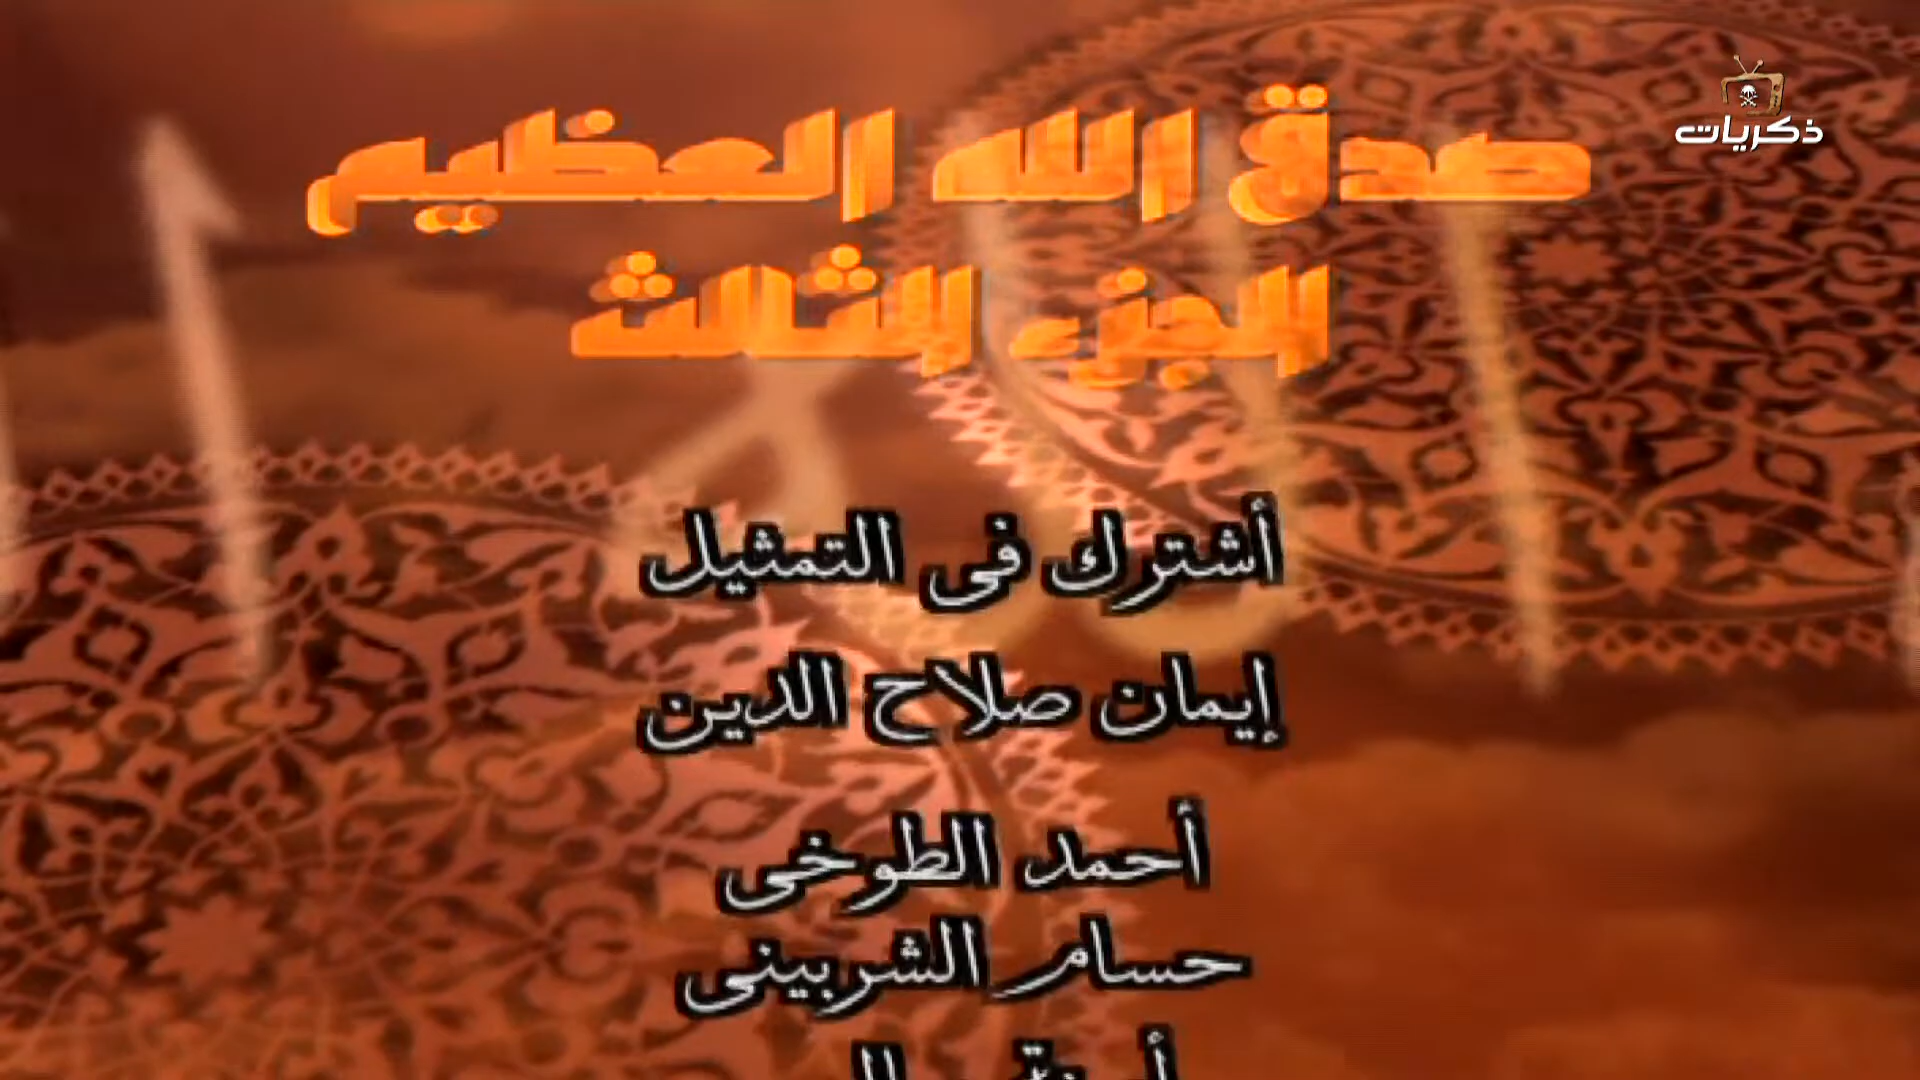 ذكريات
صدق الله العظيم
الجزء الثالث
أشترك فى التمثيل
إيمان صلاح الدين
أحمد الطوخى
حسام الشربينى